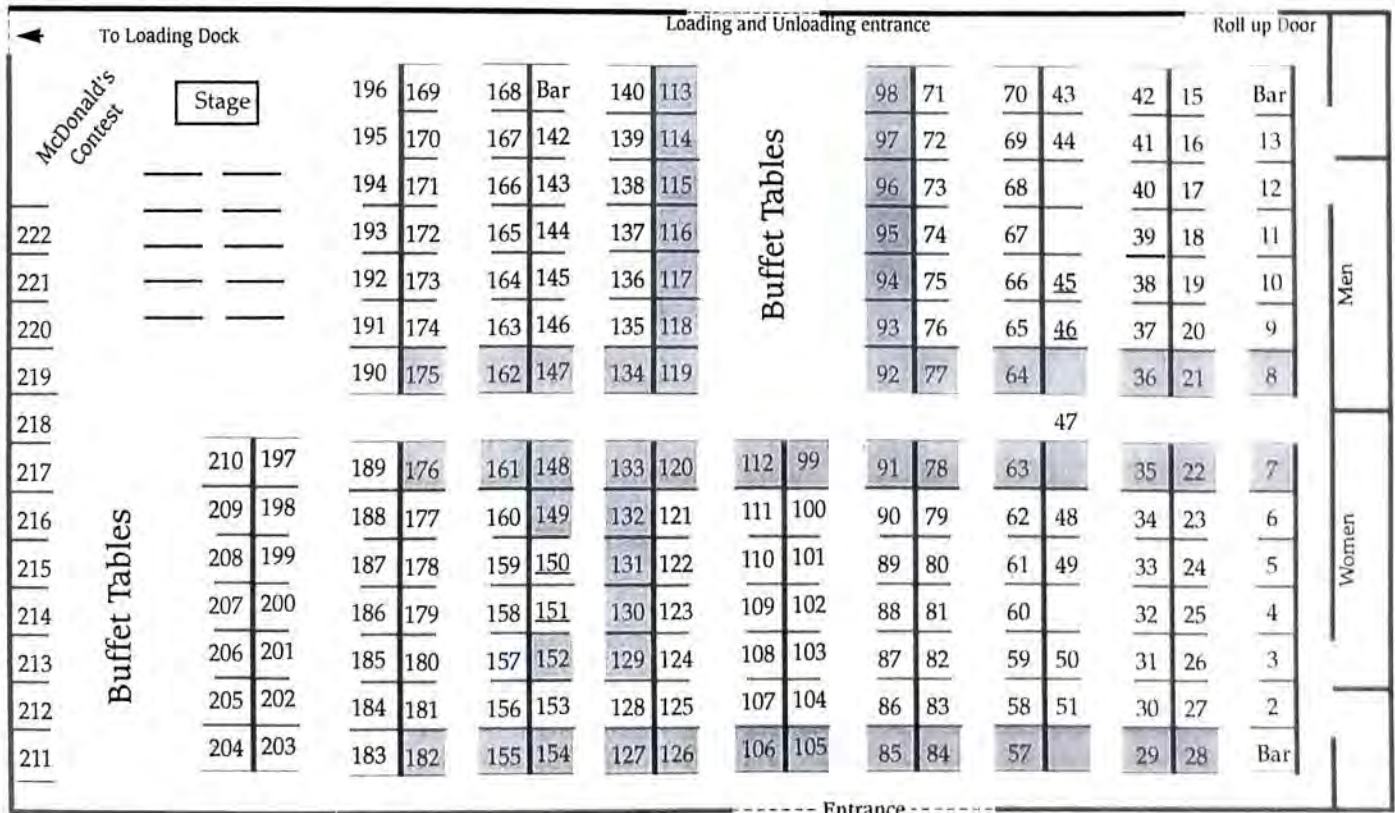 Loading and Unloading entrance
To Loading Dock Roll up Door
McDonald's
Contest
Stage
196 169 168 Bar 140 113 98 71 70 43 42 15 Bar
195 170 167 142 139 114 97 72 69 44 41 16 13
194 171 166 143 138 115 96 73 68 40 17 12
222 193 172 165 144 137 116 95 74 67 39 18 11
221 192 173 164 145 136 117 94 75 66 45 38 19 10
220 191 174 163 146 135 118 93 76 65 46 37 20 9
219 190 175 162 147 134 119 92 77 64 36 21 8
Buffet Tables
Men
218 47
217 210 197 189 176 161 148 133 120 112 99 91 78 63 35 22 7
216 209 198 188 177 160 149 132 121 111 100 90 79 62 48 34 23 6
215 208 199 187 178 159 150 131 122 110 101 89 80 61 49 33 24 5
214 207 200 186 179 158 151 130 123 109 102 88 81 60 32 25 4
213 206 201 185 180 157 152 129 124 108 103 87 82 59 50 31 26 3
212 205 202 184 181 156 153 128 125 107 104 86 83 58 51 30 27 2
211 204 203 183 182 155 154 127 126 106 105 85 84 57 29 28 Bar
Buffet Tables
Women
Entrance